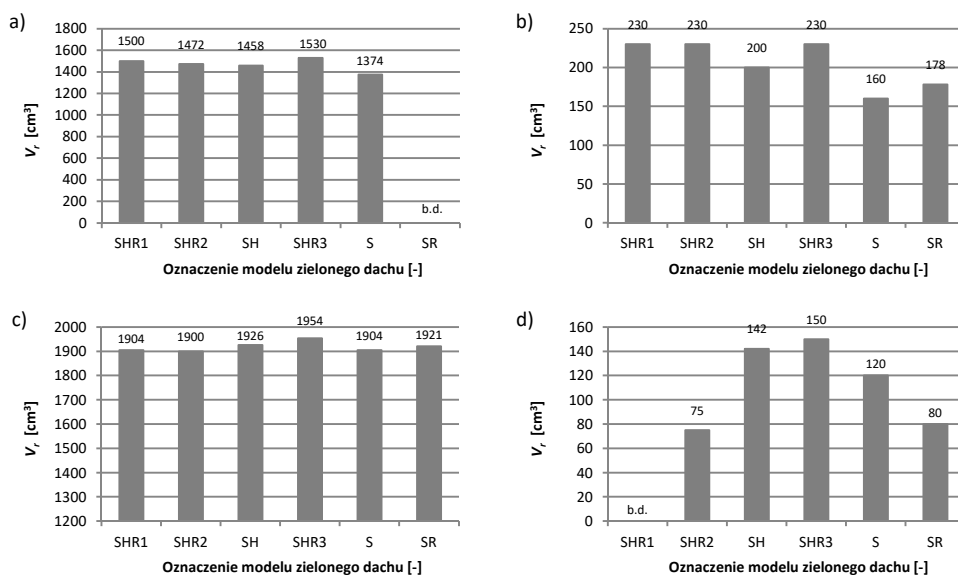 a)
1500 1472 1458 1530 1374 b.d.
1800
1600
1400
1200
1000
800
600
400
200
0
V_r [cm³]
SHR1 SHR2 SH SHR3 S SR
Oznaczenie modelu zielonego dachu [-]
b)
230 230 200 230 160 178
250
200
150
100
50
0
V_r [cm³]
SHR1 SHR2 SH SHR3 S SR
Oznaczenie modelu zielonego dachu [-]
c)
1904 1900 1926 1954 1904 1921
2000
1900
1800
1700
1600
1500
1400
1300
1200
V_r [cm³]
SHR1 SHR2 SH SHR3 S SR
Oznaczenie modelu zielonego dachu [-]
d)
b.d. 75 142 150 120 80
160
140
120
100
80
60
40
20
0
V_r [cm³]
SHR1 SHR2 SH SHR3 S SR
Oznaczenie modelu zielonego dachu [-]